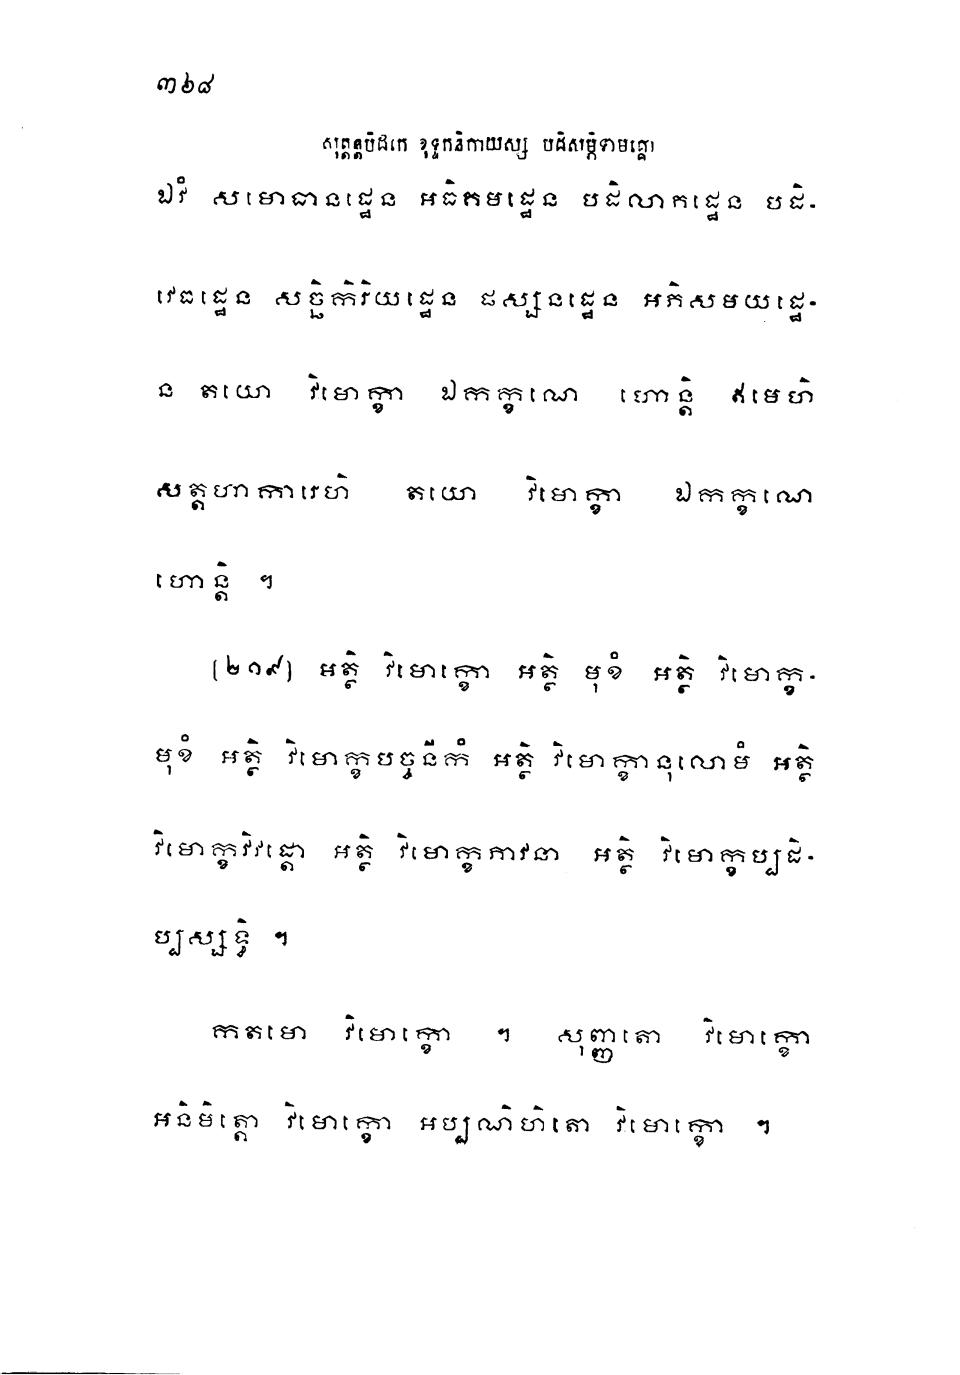 ៣៦៨
សុត្តន្តបិដកេ ខុទ្ទកនិកាយស្ស បដិសម្ភិទាមគ្គោ
ឯវំ សមោធានដ្ឋេន អធិគមដ្ឋេន បដិលាភដ្ឋេន បដិ-
វេធដ្ឋេន សច្ឆិកិរិយដ្ឋេន ផស្សនដ្ឋេន អភិសមយដ្ឋេ-
ន តយោ វិមោក្ខា ឯកក្ខណេ ហោន្តិ ឥមេហិ
សត្តហាការេហិ តយោ វិមោក្ខា ឯកក្ខណេ
ហោន្តិ ។
[២១៩] អត្ថិ វិមោក្ខោ អត្ថិ មុខំ អត្ថិ វិមោក្ខ-
មុខំ អត្ថិ វិមោក្ខបច្ចនីកំ អត្ថិ វិមោក្ខានុលោមំ អត្ថិ
វិមោក្ខវិវដ្ដោ អត្ថិ វិមោក្ខភាវនា អត្ថិ វិមោក្ខប្បដិ-
ប្បស្សទ្ធិ ។
កតមោ វិមោក្ខោ ។ សុញ្ញតោ វិមោក្ខោ
អនិមិត្តោ វិមោក្ខោ អប្បណិហិតោ វិមោក្ខោ ។